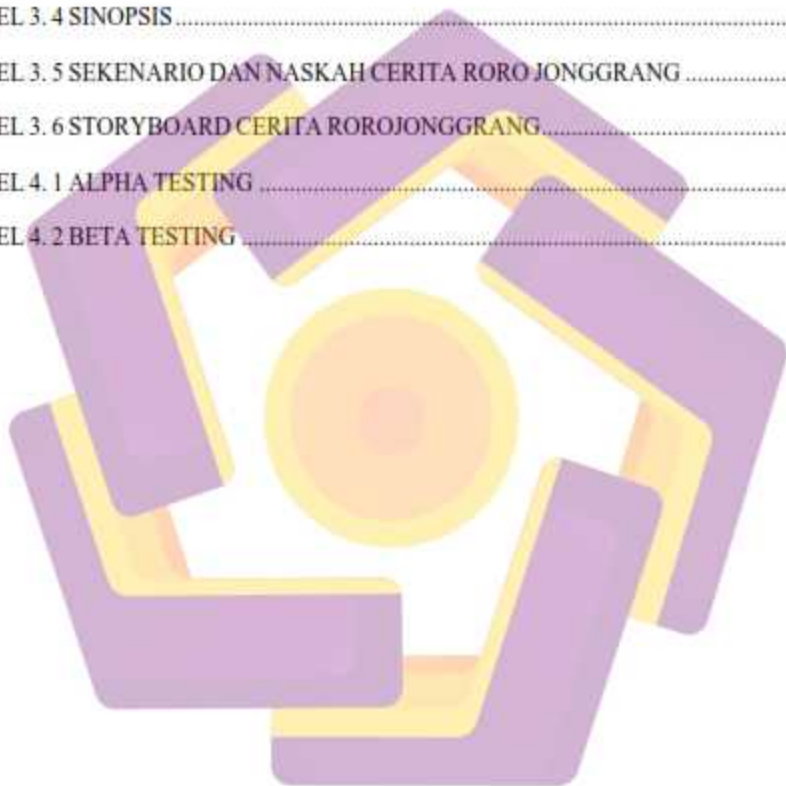 EL 3. 4 SINOPSIS
EL 3. 5 SEKENARIO DAN NASKAH CERITA RORO JONGGRANG
EL 3. 6 STORYBOARD CERITA ROROJONGGRANG
EL 4. 1 ALPHA TESTING
EL 4. 2 BETA TESTING